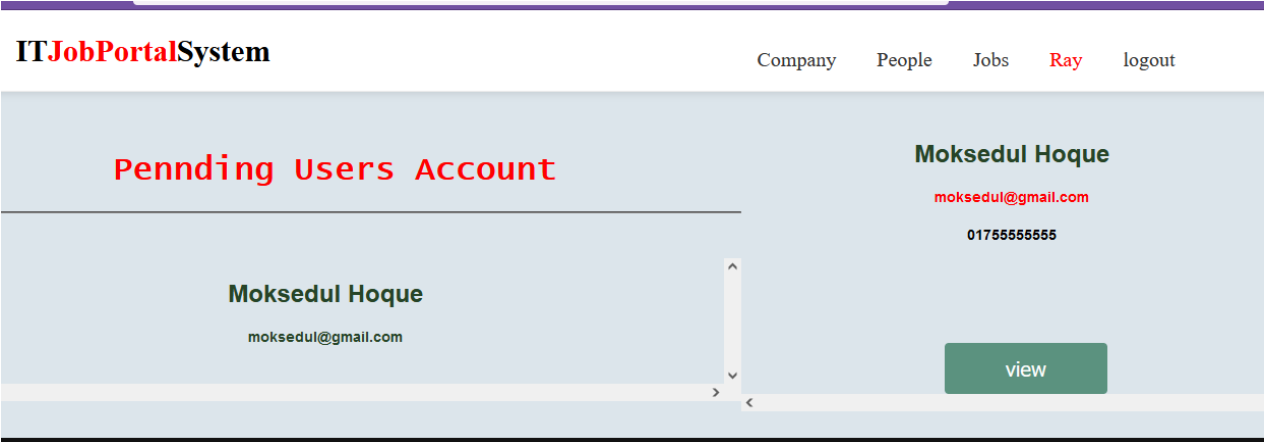 ITJobPortalSystem
Company People Jobs Ray logout
Pennding Users Account
Moksedul Hoque
moksedul@gmail.com
Moksedul Hoque
moksedul@gmail.com
01755555555
view